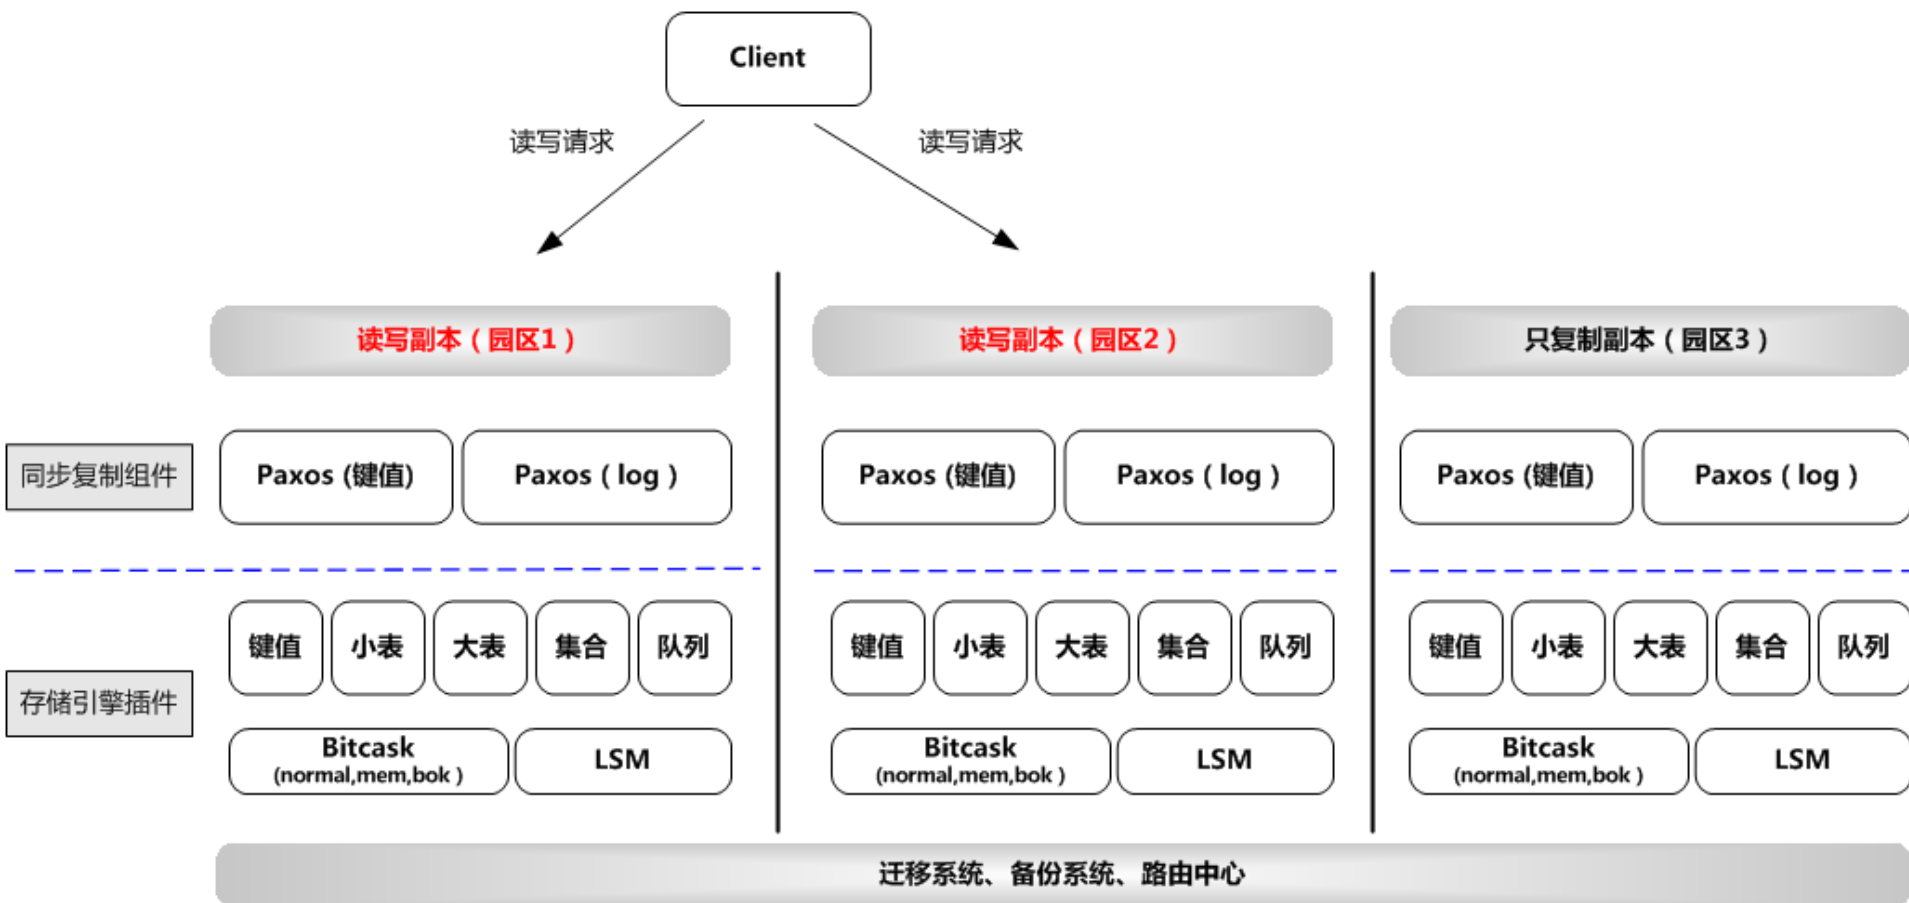 Client
读写请求
读写请求
读写副本（园区1）
读写副本（园区2）
只复制副本（园区3）
同步复制组件
Paxos (键值)
Paxos（log）
Paxos (键值)
Paxos（log）
Paxos (键值)
Paxos（log）
存储引擎插件
键值
小表
大表
集合
队列
键值
小表
大表
集合
队列
键值
小表
大表
集合
队列
Bitcask
(normal,mem,bok )
LSM
Bitcask
(normal,mem,bok )
LSM
Bitcask
(normal,mem,bok )
LSM
迁移系统、备份系统、路由中心